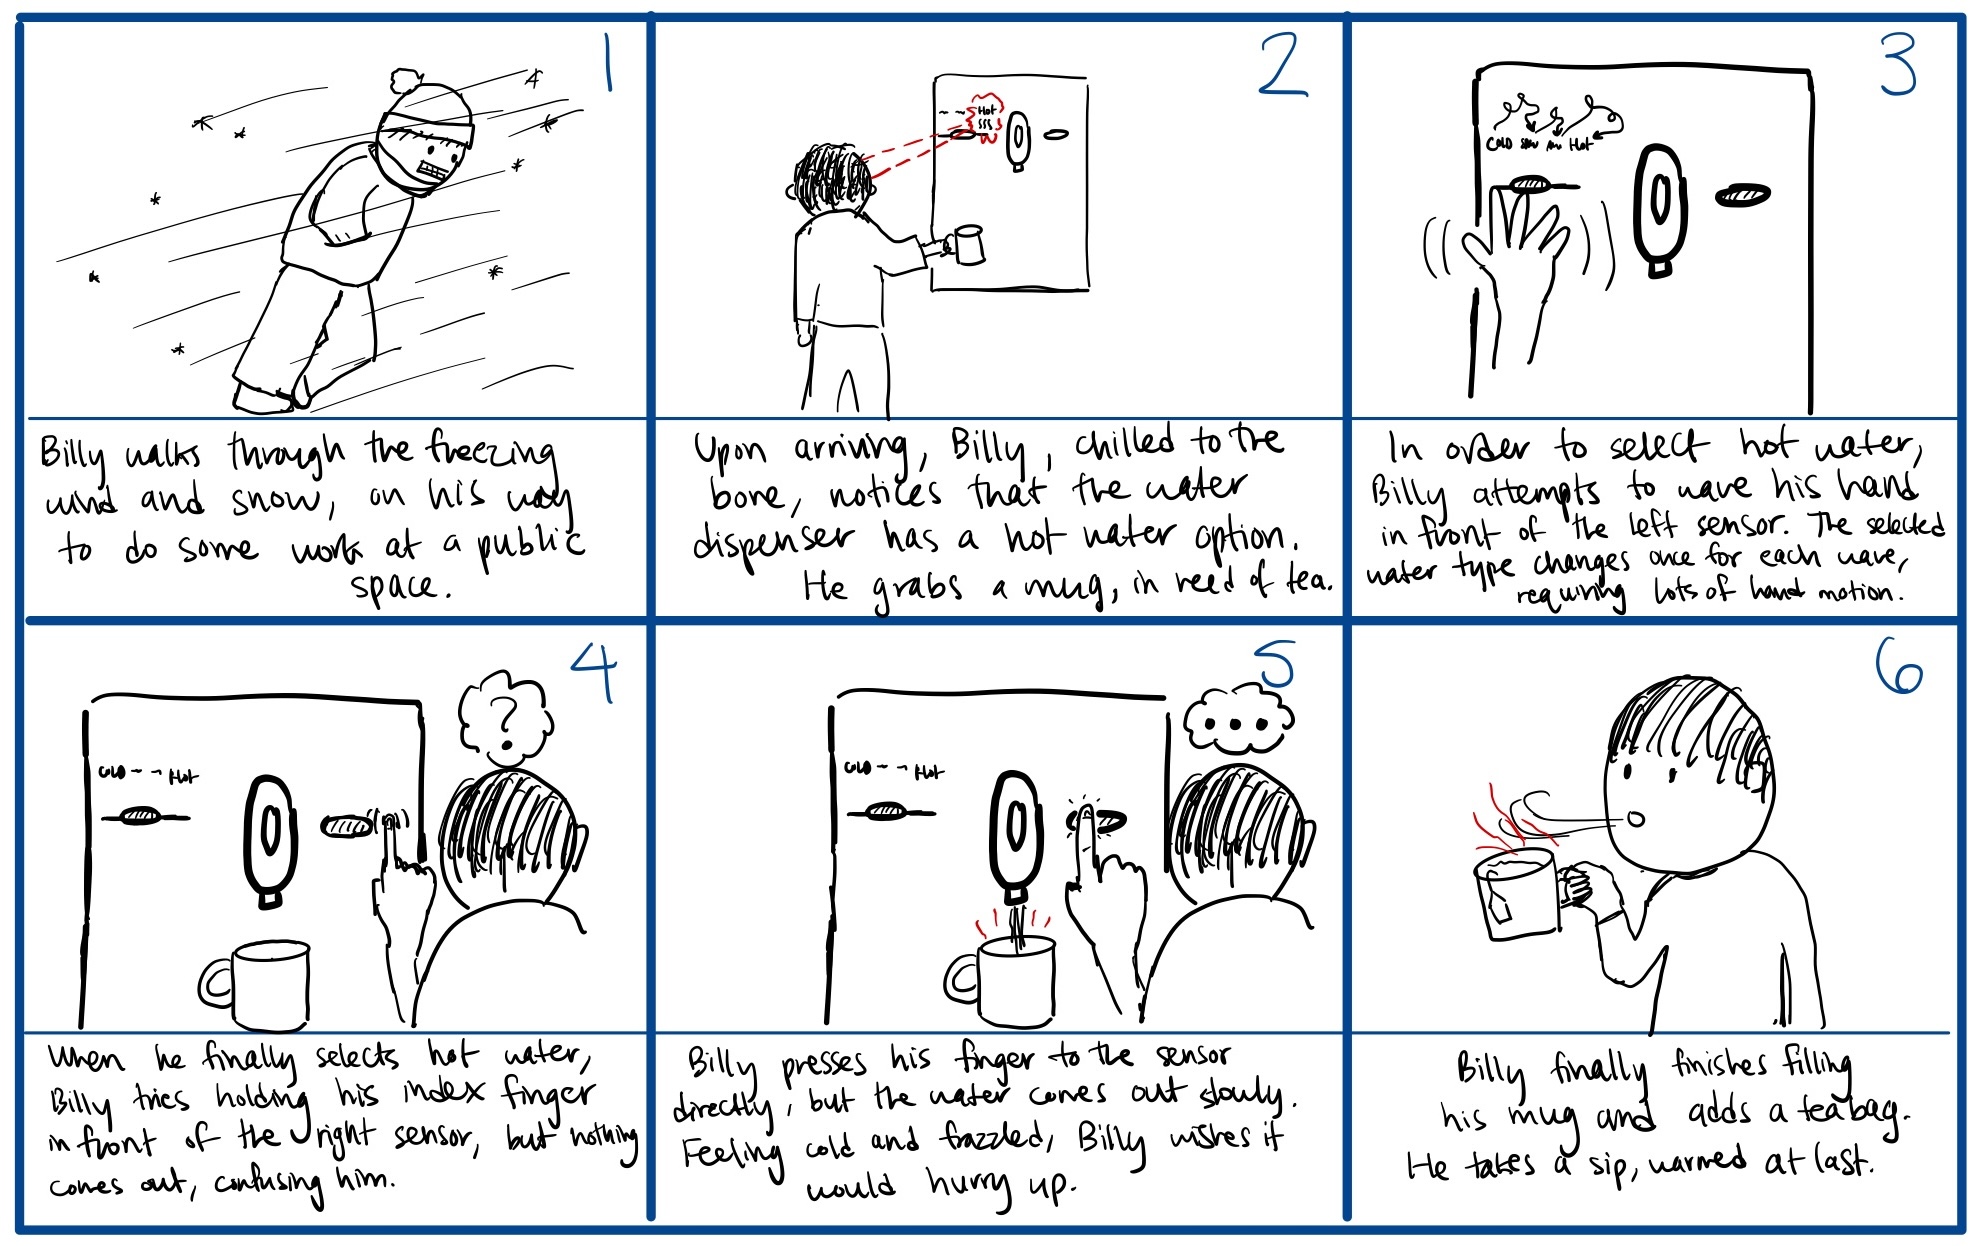 1
Billy walks through the freezing
wind and snow, on his way
to do some work at a public
space.
2
Hot
Upon arriving, Billy, chilled to the
bone, notices that the water
dispenser has a hot water option.
He grabs a mug, in need of tea.
3
COLD Hot
In order to select hot water,
Billy attempts to wave his hand
in front of the left sensor. The selected
water type changes once for each wave,
requiring lots of hand motion.
4
?
COLD -- Hot
When he finally selects hot water,
Billy tries holding his index finger
in front of the right sensor, but nothing
comes out, confusing him.
5
...
COLD -- Hot
Billy presses his finger to the sensor
directly, but the water comes out slowly.
Feeling cold and frazzled, Billy wishes it
would hurry up.
6
Billy finally finishes filling
his mug and adds a teabag.
He takes a sip, warmed at last.